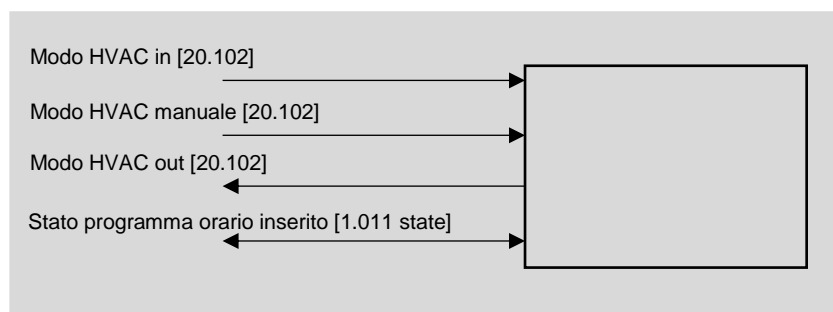 Modo HVAC in [20.102]
Modo HVAC manuale [20.102]
Modo HVAC out [20.102]
Stato programma orario inserito [1.011 state]